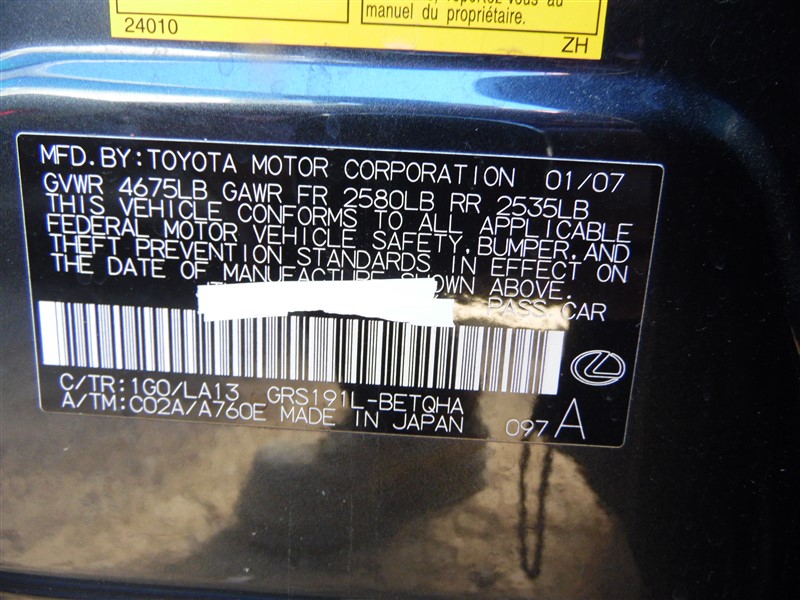 reportez-vous au
manuel du propriétaire.
24010
ZH
MFD. BY: TOYOTA MOTOR CORPORATION 01/07
GVWR 4675LB GAWR FR 2580LB RR 2535LB
THIS VEHICLE CONFORMS TO ALL APPLICABLE
FEDERAL MOTOR VEHICLE SAFETY, BUMPER, AND
THEFT PREVENTION STANDARDS IN EFFECT ON
THE DATE OF MANUFACTURE SHOWN ABOVE.
PASS.CAR
C/TR:1G0/LA13 GRS191L-BETQHA
A/TM:C02A/A760E MADE IN JAPAN
097 A